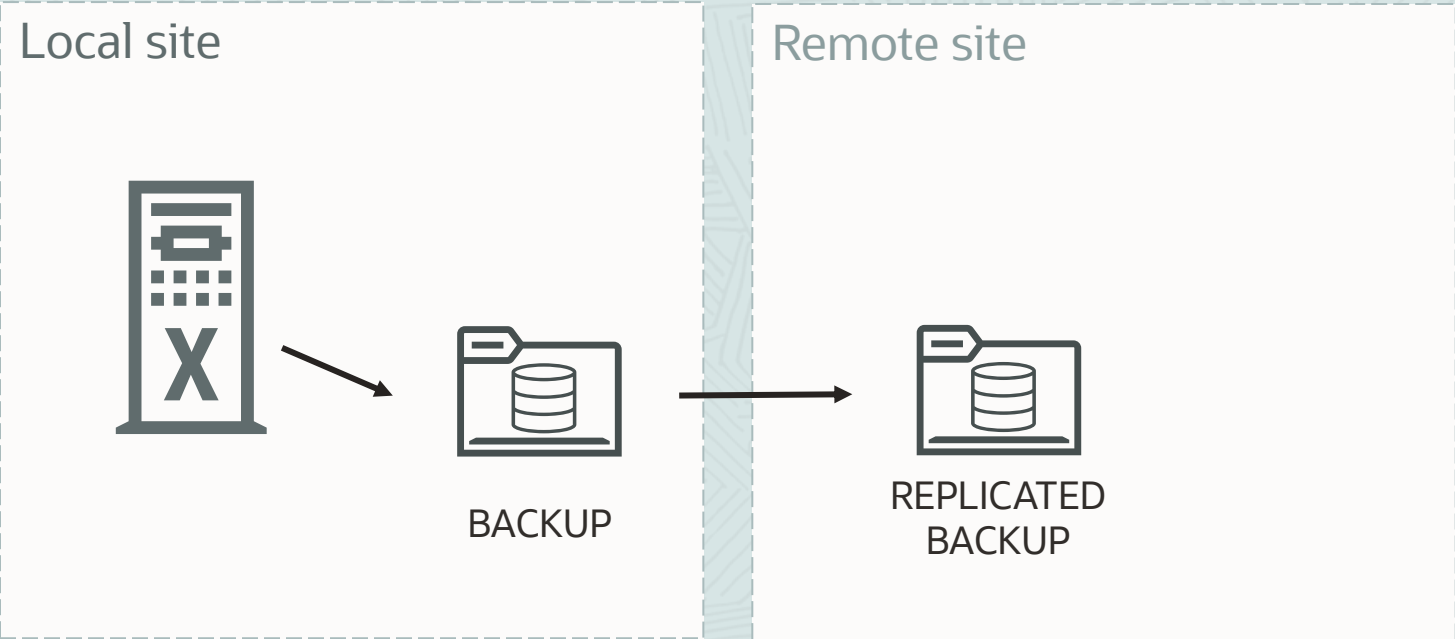 Local site
Remote site
X
BACKUP
REPLICATED
BACKUP